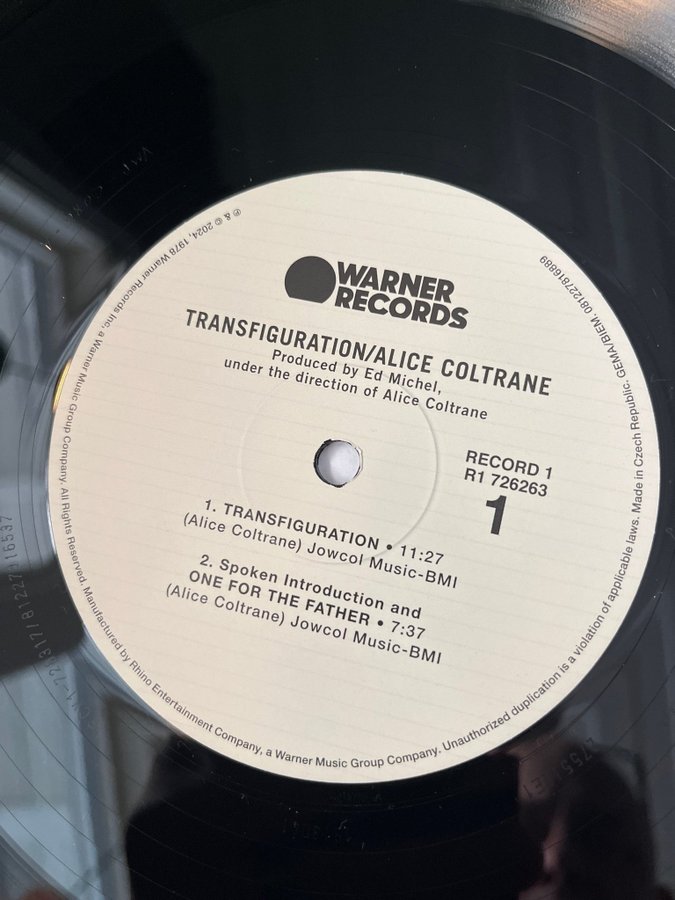 WARNER
RECORDS
TRANSFIGURATION/ALICE COLTRANE
Produced by Ed Michel,
under the direction of Alice Coltrane
RECORD 1
R1 726263
1
1. TRANSFIGURATION • 11:27
(Alice Coltrane) Jowcol Music-BMI
2. Spoken Introduction and
ONE FOR THE FATHER • 7:37
(Alice Coltrane) Jowcol Music-BMI
℗ & © 2024, 1978 Warner Records Inc., a Warner Music Group Company. All Rights Reserved. Manufactured by Rhino Entertainment Company, a Warner Music Group Company. Unauthorized duplication is a violation of applicable laws. Made in Czech Republic. GEMA/BIEM. 081227816889